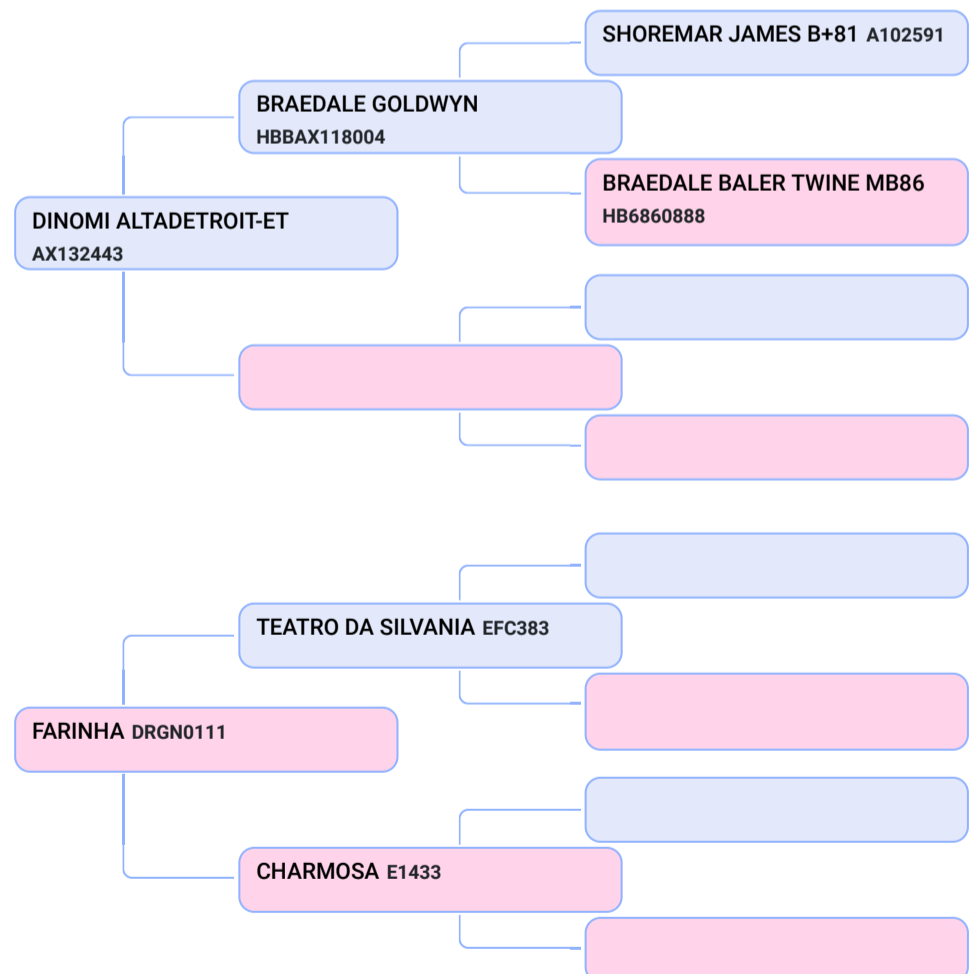 SHOREMAR JAMES B+81 A102591
BRAEDALE GOLDWYN
HBBAX118004
BRAEDALE BALER TWINE MB86
HB6860888
DINOMI ALTADETROIT-ET
AX132443
TEATRO DA SILVANIA EFC383
FARINHA DRGN0111
CHARMOSA E1433